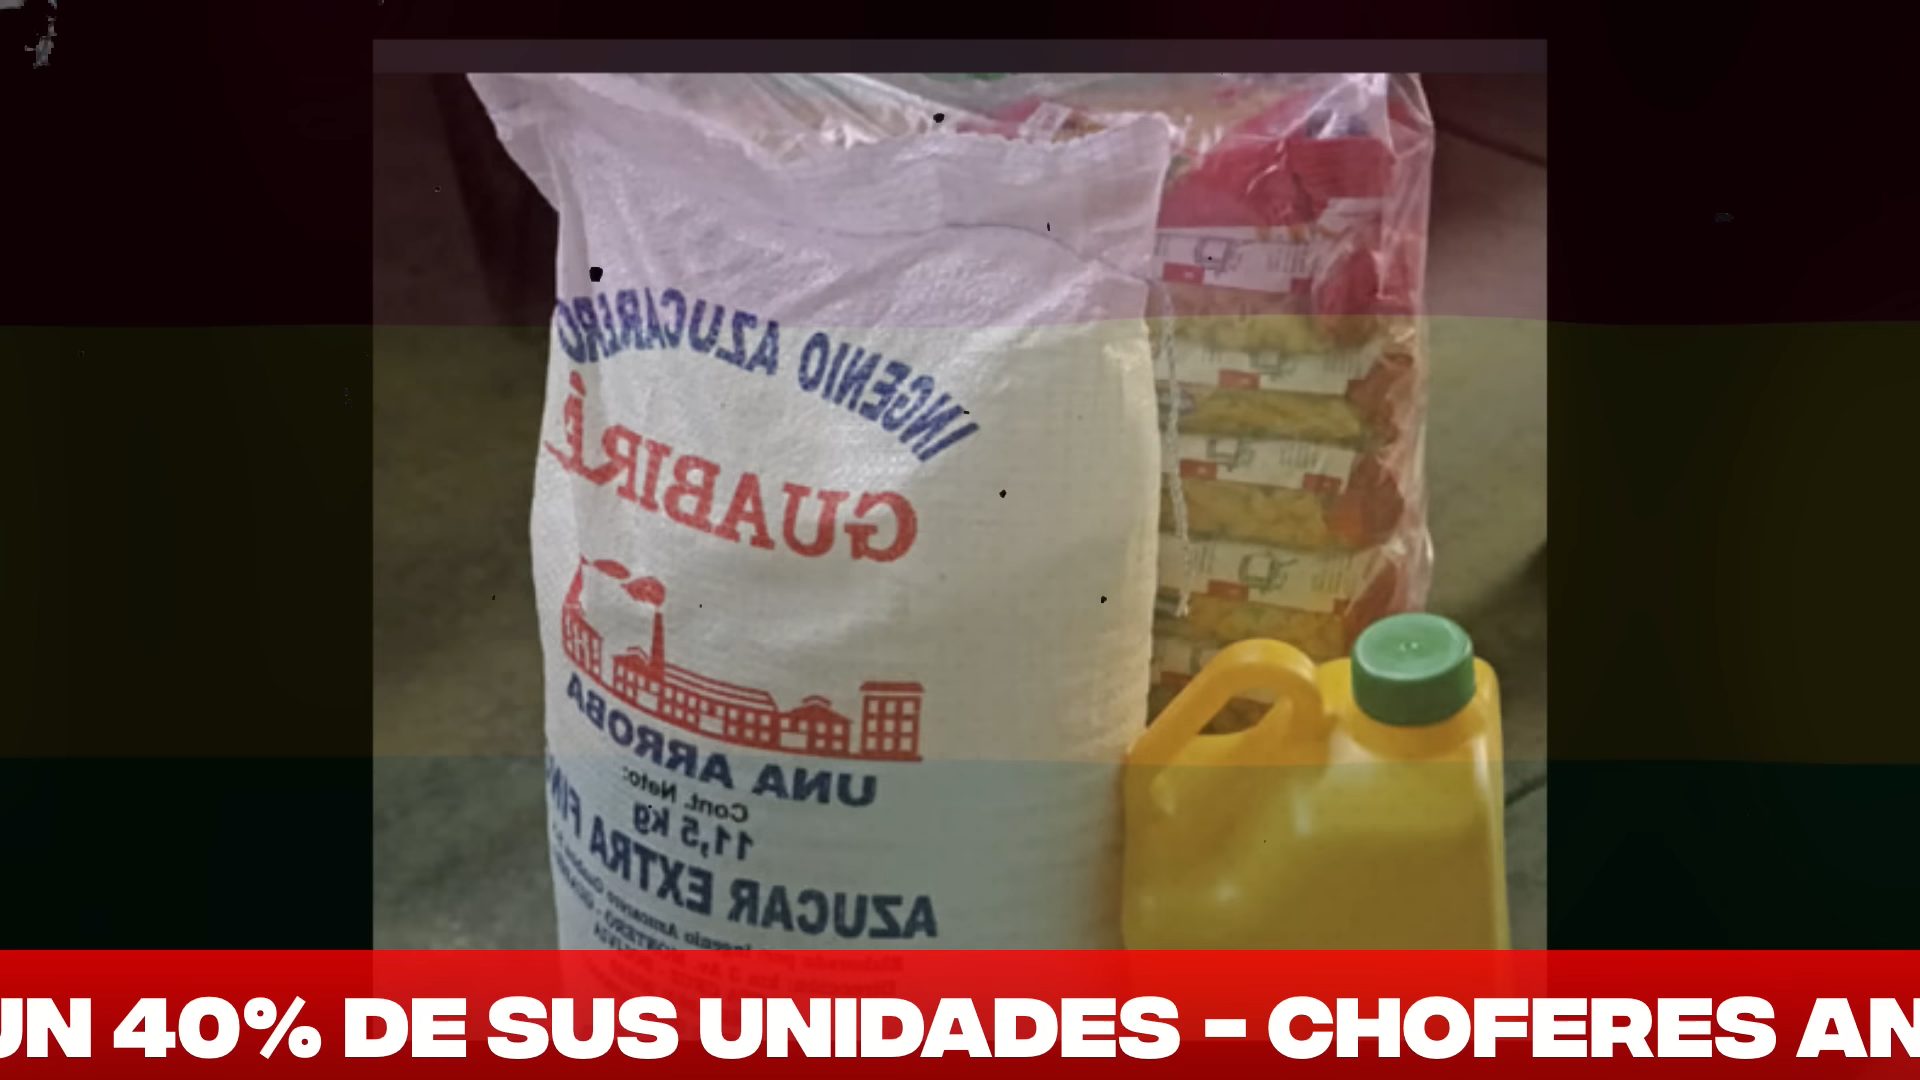 INGENIO AZUCARERO
GUABIRÁ
UNA ARROBA
Cont. Neto:
11,5 kg
AZUCAR EXTRA FIN
UN 40% DE SUS UNIDADES - CHOFERES AN